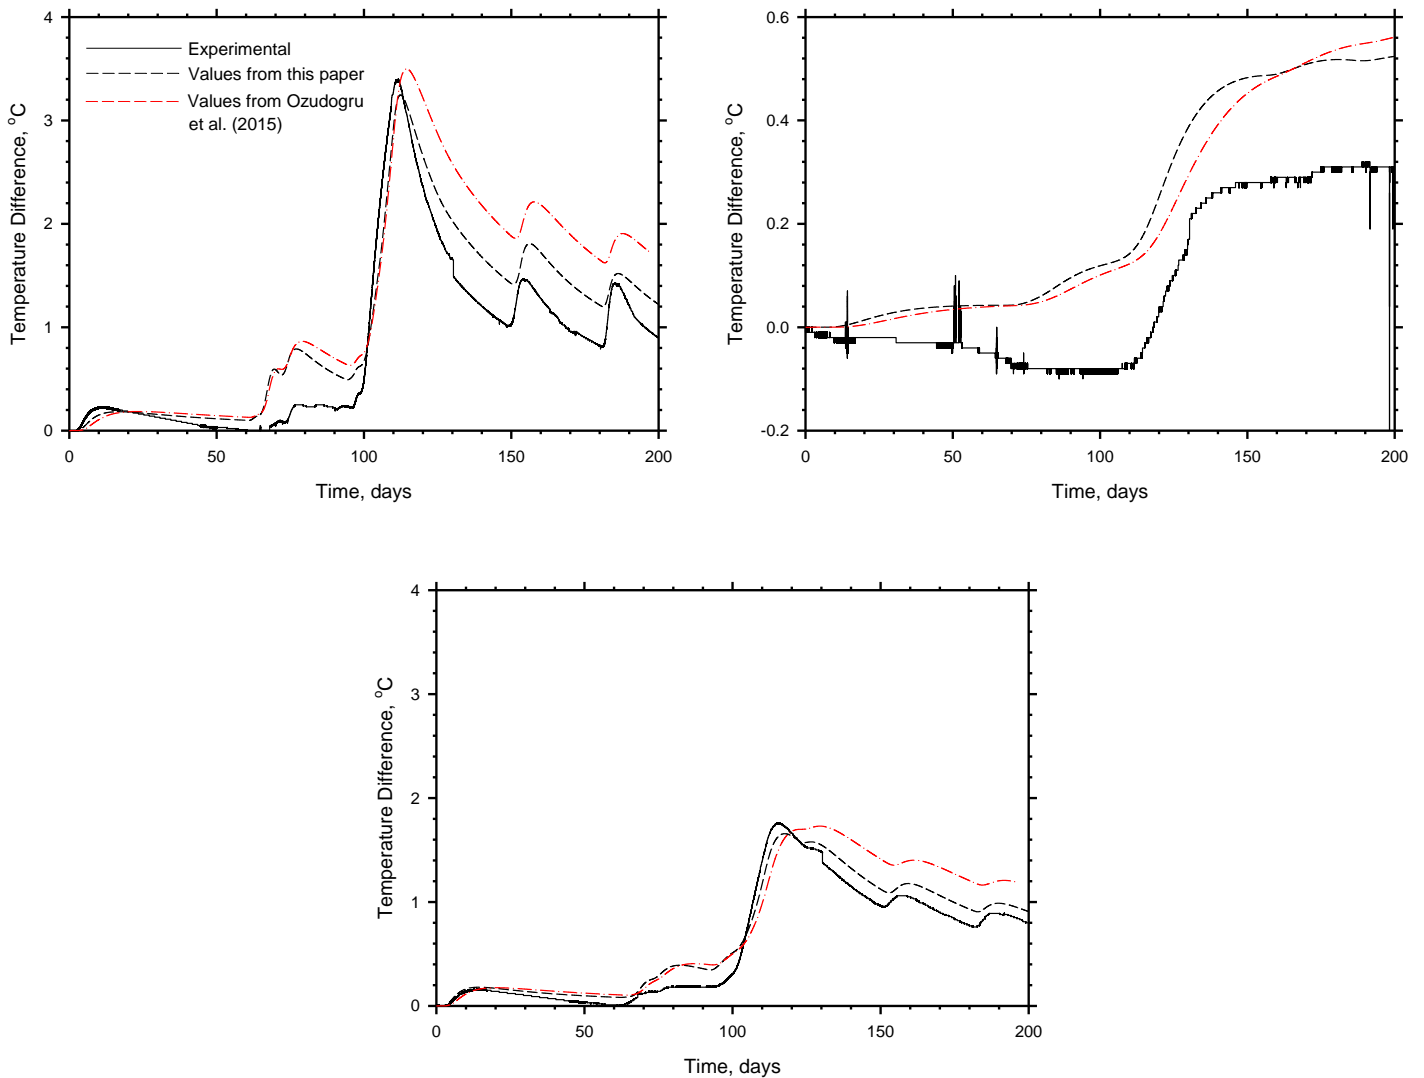 4
3
2
1
0
Temperature Difference, °C
Experimental
Values from this paper
Values from Ozudogru
et al. (2015)
0 50 100 150 200
Time, days
0.6
0.4
0.2
0.0
-0.2
Temperature Difference, °C
0 50 100 150 200
Time, days
4
3
2
1
0
Temperature Difference, °C
0 50 100 150 200
Time, days